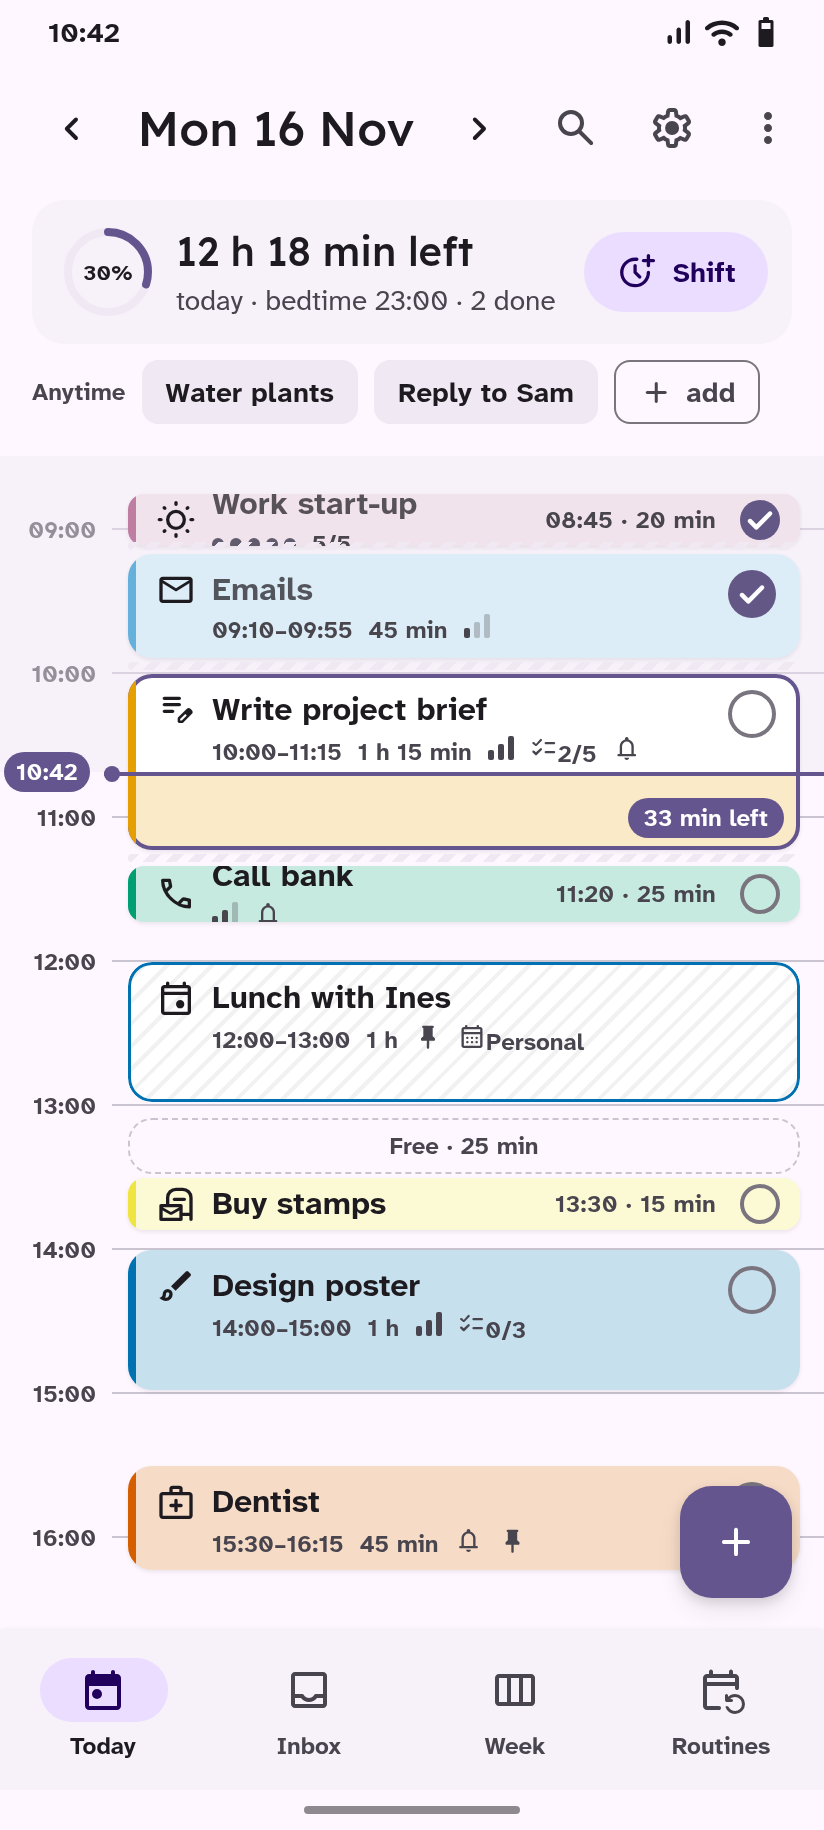 10:42
Mon 16 Nov
30%
12 h 18 min left
today · bedtime 23:00 · 2 done
Shift
Anytime
Water plants
Reply to Sam
add
09:00
Work start-up
5/5
08:45 · 20 min
Emails
09:10–09:55 45 min
10:00
Write project brief
10:00–11:15 1 h 15 min 2/5
10:42
33 min left
11:00
Call bank
11:20 · 25 min
12:00
Lunch with Ines
12:00–13:00 1 h Personal
13:00
Free · 25 min
Buy stamps
13:30 · 15 min
14:00
Design poster
14:00–15:00 1 h 0/3
15:00
Dentist
15:30–16:15 45 min
16:00
Today
Inbox
Week
Routines